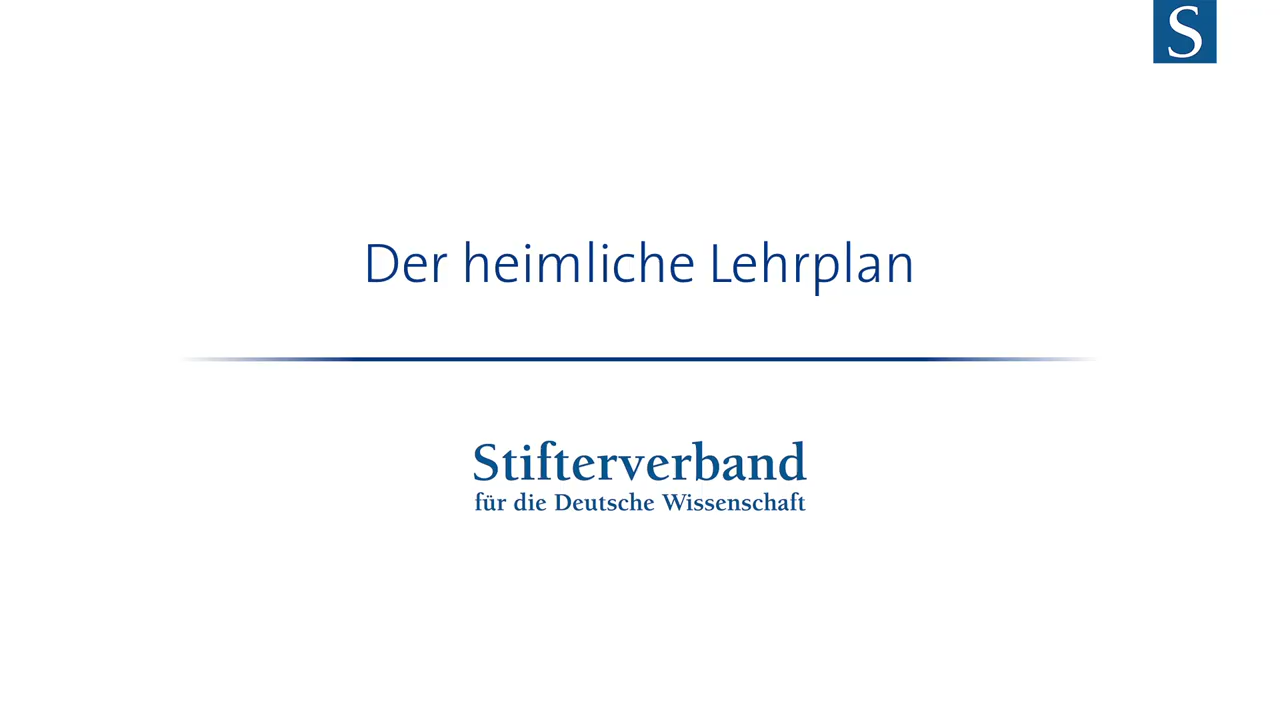 S
Der heimliche Lehrplan
Stifterverband
für die Deutsche Wissenschaft